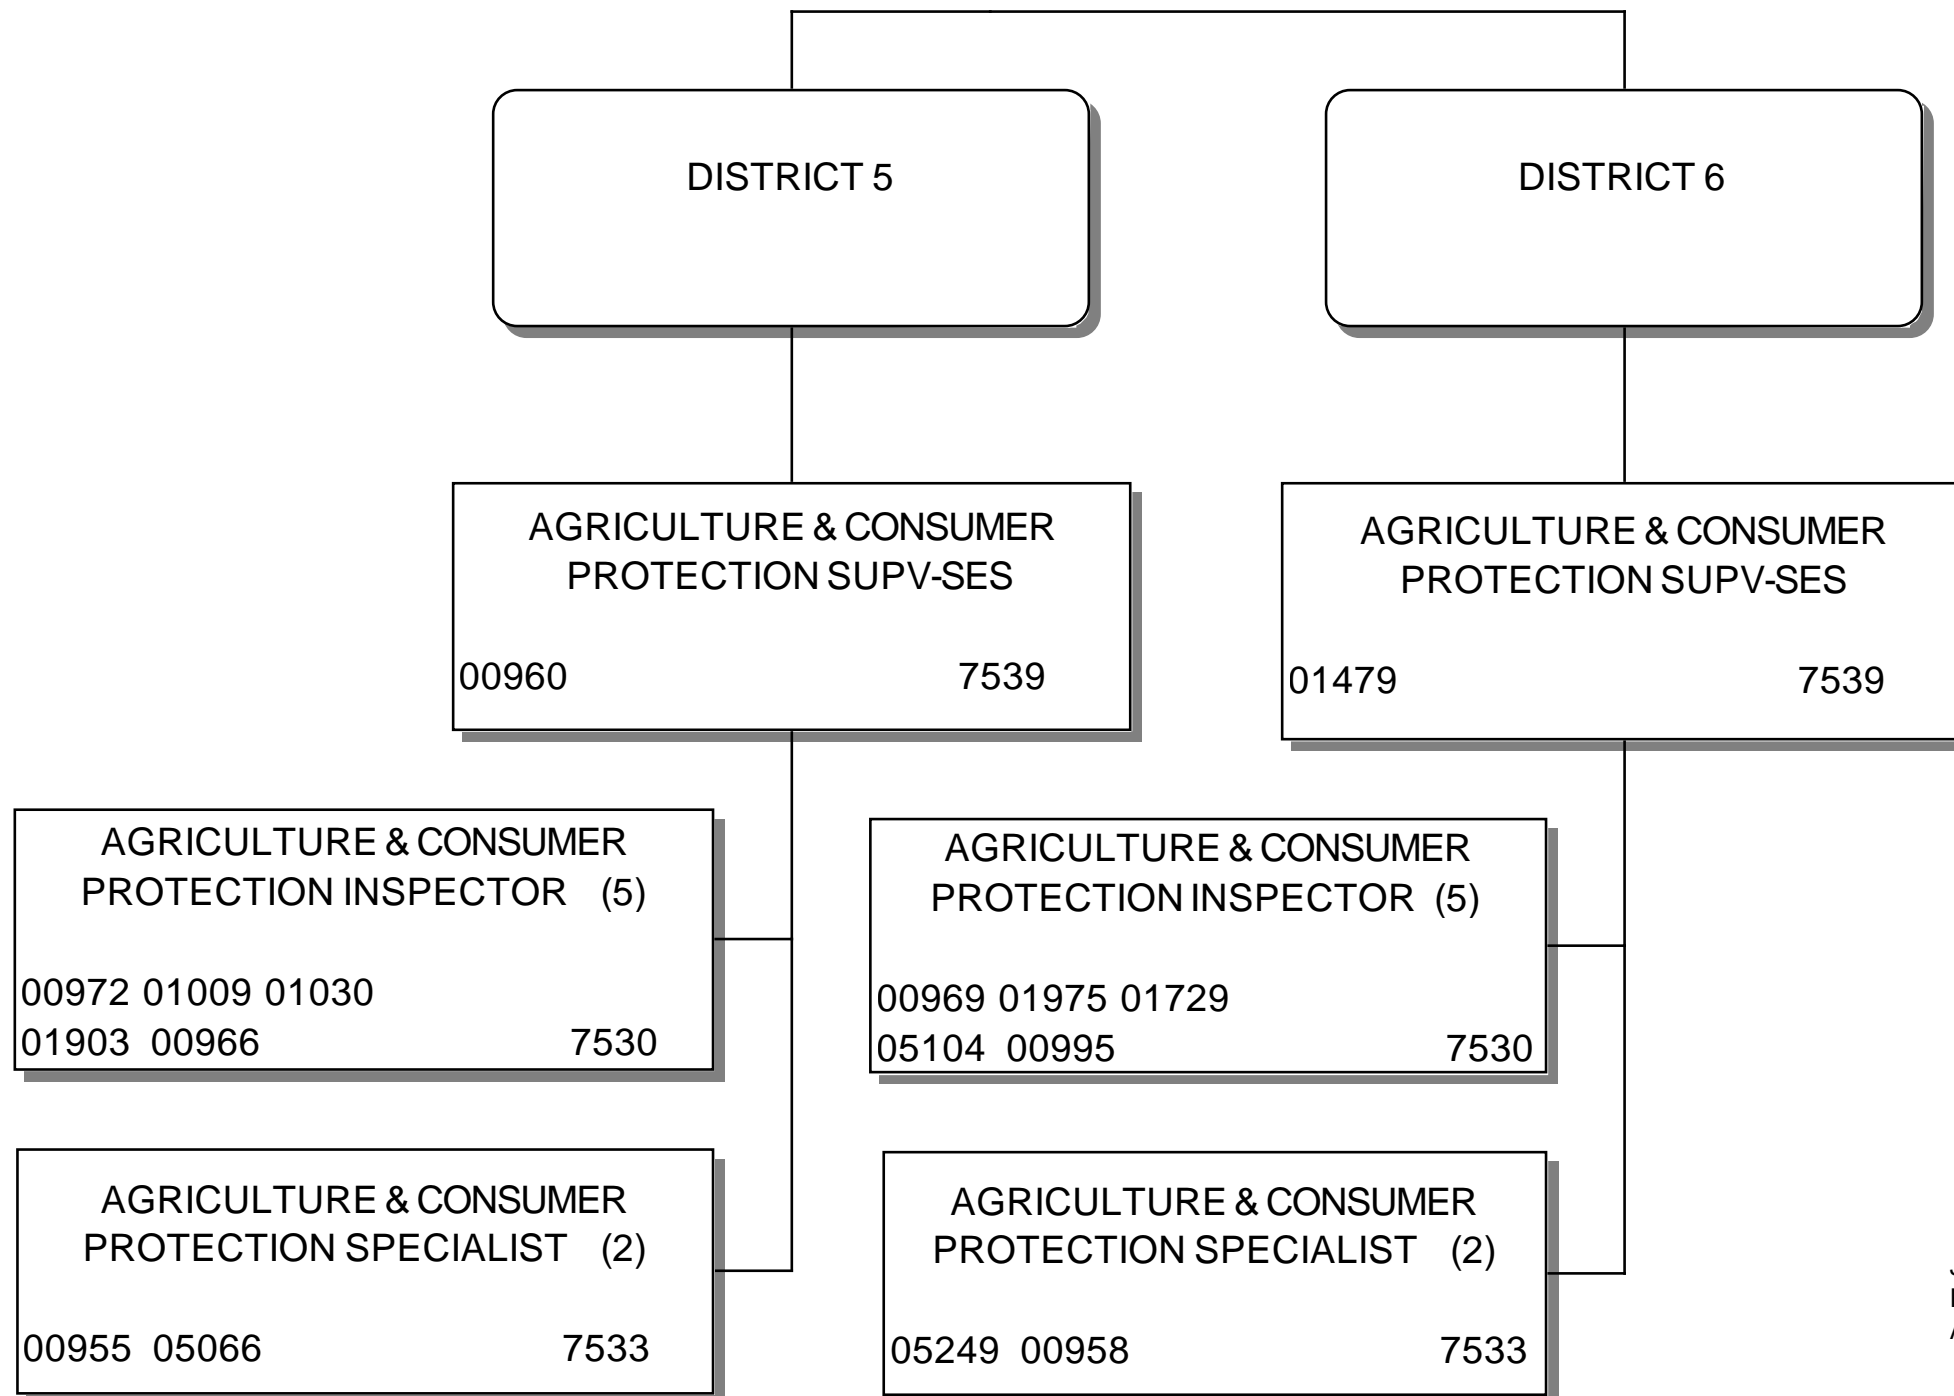 DISTRICT 5
DISTRICT 6
AGRICULTURE & CONSUMER
PROTECTION SUPV-SES
00960 7539
AGRICULTURE & CONSUMER
PROTECTION SUPV-SES
01479 7539
AGRICULTURE & CONSUMER
PROTECTION INSPECTOR (5)
00972 01009 01030
01903 00966 7530
AGRICULTURE & CONSUMER
PROTECTION INSPECTOR (5)
00969 01975 01729
05104 00995 7530
AGRICULTURE & CONSUMER
PROTECTION SPECIALIST (2)
00955 05066 7533
AGRICULTURE & CONSUMER
PROTECTION SPECIALIST (2)
05249 00958 7533